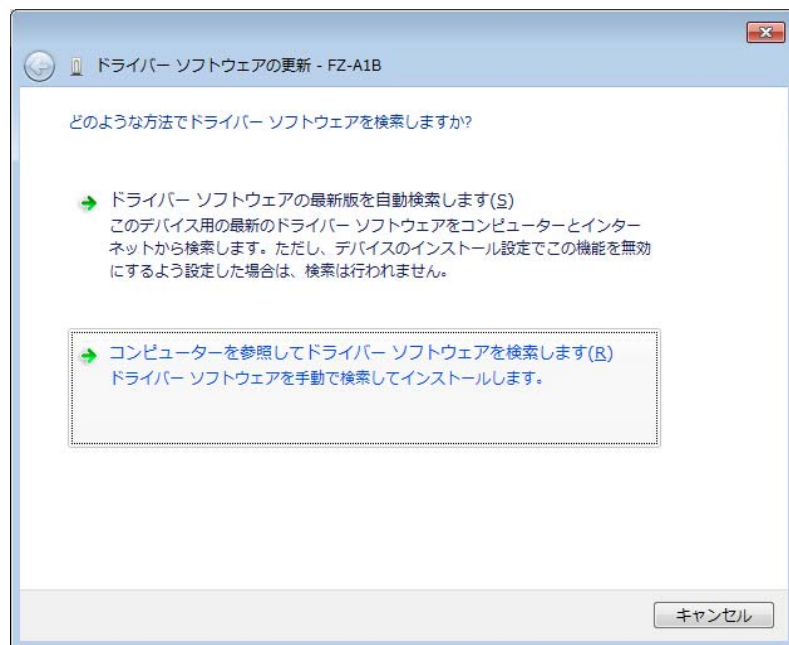 ドライバー ソフトウェアの更新 - FZ-A1B
どのような方法でドライバー ソフトウェアを検索しますか?
ドライバー ソフトウェアの最新版を自動検索します(S)
このデバイス用の最新のドライバー ソフトウェアをコンピューターとインター
ネットから検索します。ただし、デバイスのインストール設定でこの機能を無効
にするよう設定した場合は、検索は行われません。
コンピューターを参照してドライバー ソフトウェアを検索します(R)
ドライバー ソフトウェアを手動で検索してインストールします。
キャンセル